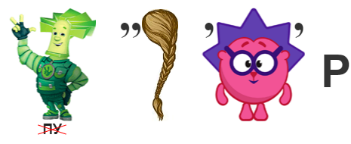 ,, , , Р
ПУ